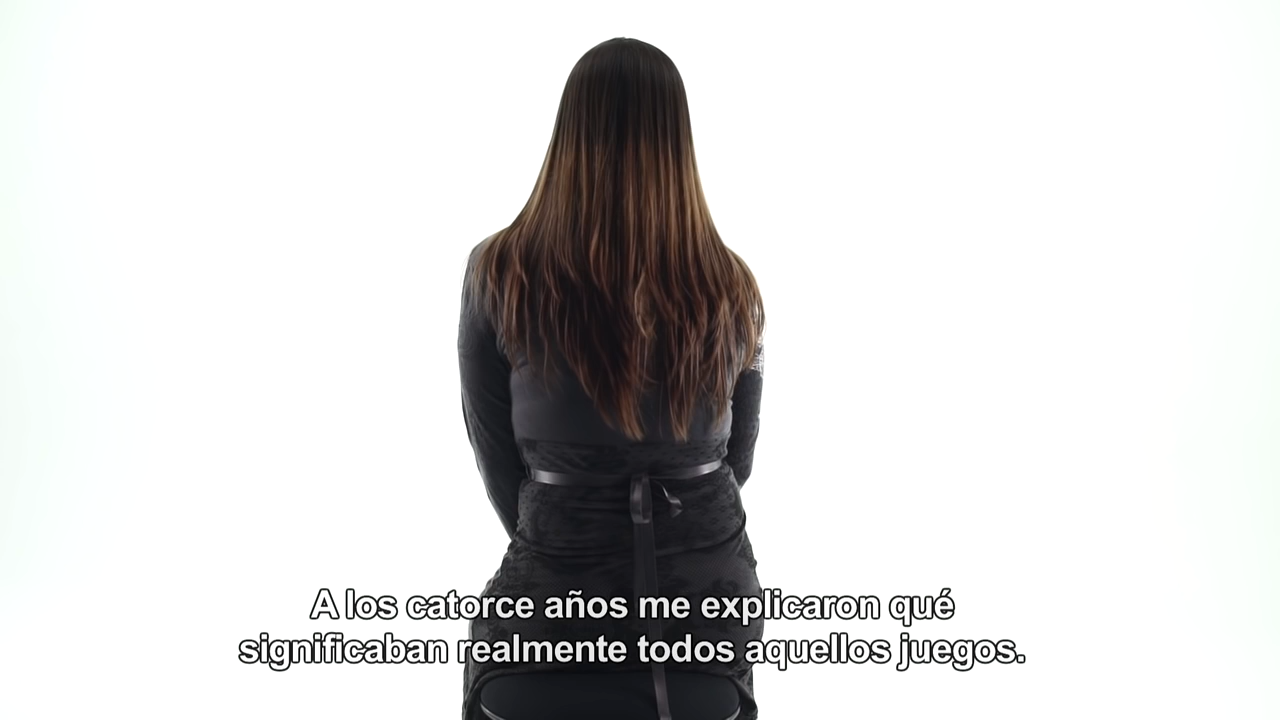 A los catorce años me explicaron qué
significaban realmente todos aquellos juegos.